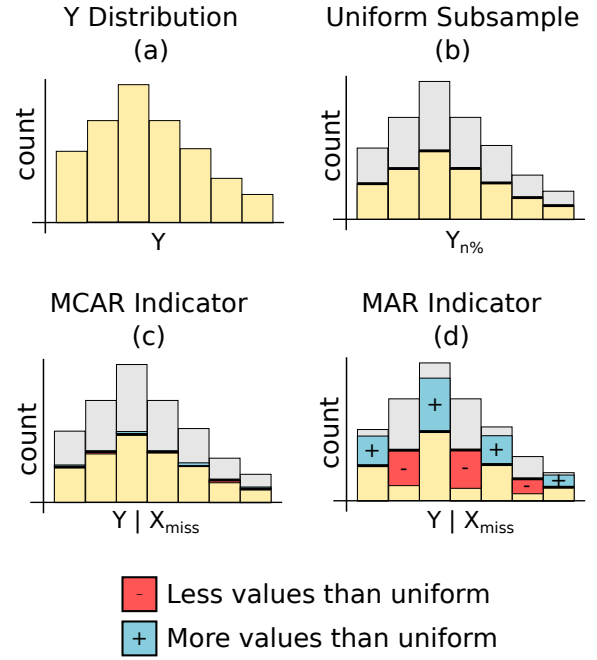 Y Distribution
(a)
Uniform Subsample
(b)
count
Y
count
Yn%
MCAR Indicator
(c)
MAR Indicator
(d)
count
Y | Xmiss
count
+
+
+
-
-
-
+
Y | Xmiss
- Less values than uniform
+ More values than uniform